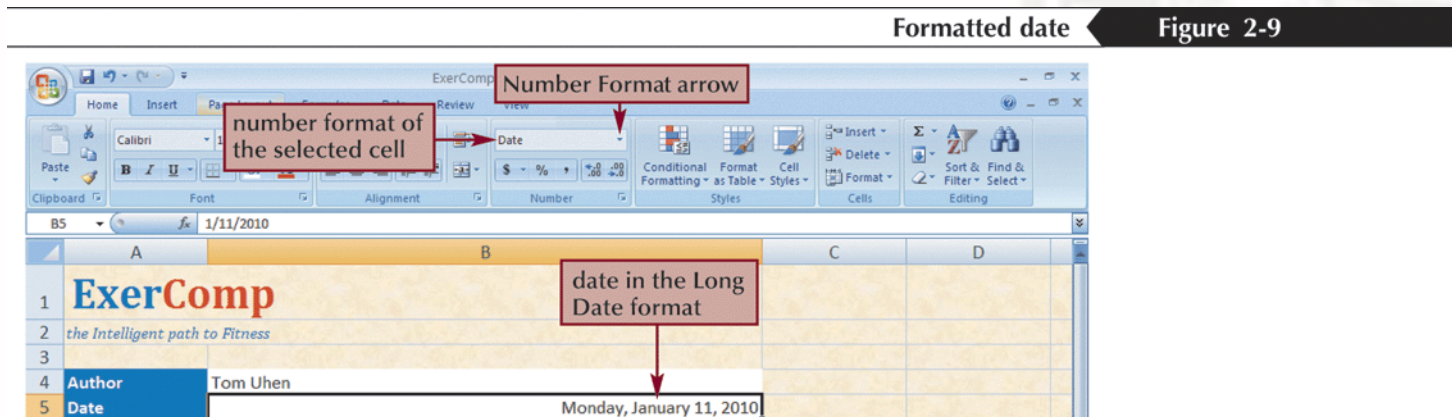 Formatted date Figure 2-9
ExerComp
Number Format arrow
Home Insert Review View
number format of
the selected cell
Calibri Date Insert Σ
Paste B I U $ % , .0 .00 Conditional Format Cell Delete Sort & Find &
Formatting as Table Styles Format Filter Select
Clipboard Font Alignment Number Styles Cells Editing
B5 fx 1/11/2010
A B C D
date in the Long
Date format
1 ExerComp
2 the Intelligent path to Fitness
3
4 Author Tom Uhen
5 Date Monday, January 11, 2010